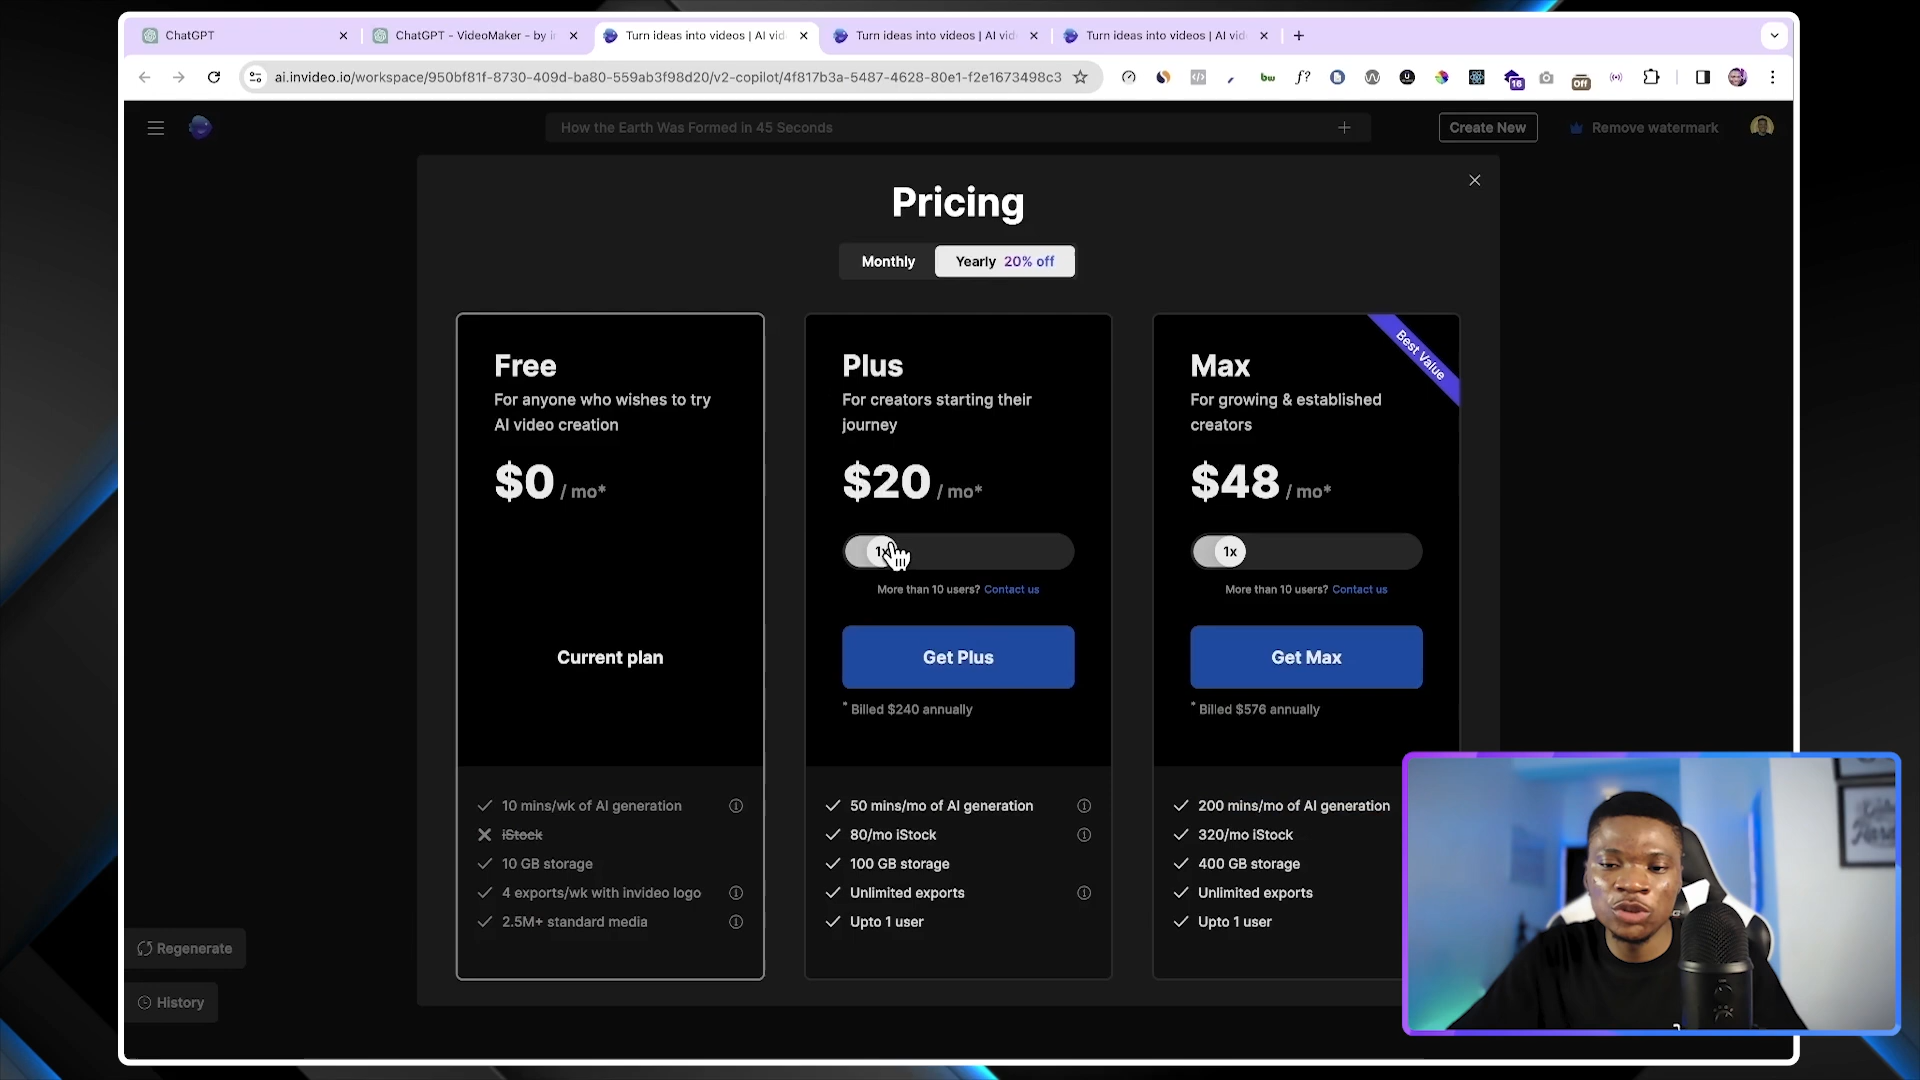 ChatGPT
ChatGPT - VideoMaker - by in
Turn ideas into videos | AI vid
Turn ideas into videos | AI vid
Turn ideas into videos | AI vid
ai.invideo.io/workspace/950bf81f-8730-409d-ba80-559ab3f98d20/v2-copilot/4f817b3a-5487-4628-80e1-f2e1673498c3
bw
f?
16
Off
How the Earth Was Formed in 45 Seconds
Create New
Remove watermark
Pricing
Monthly
Yearly 20% off
Free
For anyone who wishes to try
AI video creation
$0 / mo*
Current plan
10 mins/wk of AI generation
iStock
10 GB storage
4 exports/wk with invideo logo
2.5M+ standard media
Plus
For creators starting their
journey
$20 / mo*
1x
More than 10 users? Contact us
Get Plus
* Billed $240 annually
50 mins/mo of AI generation
80/mo iStock
100 GB storage
Unlimited exports
Upto 1 user
Best Value
Max
For growing & established
creators
$48 / mo*
1x
More than 10 users? Contact us
Get Max
* Billed $576 annually
200 mins/mo of AI generation
320/mo iStock
400 GB storage
Unlimited exports
Upto 1 user
Regenerate
History